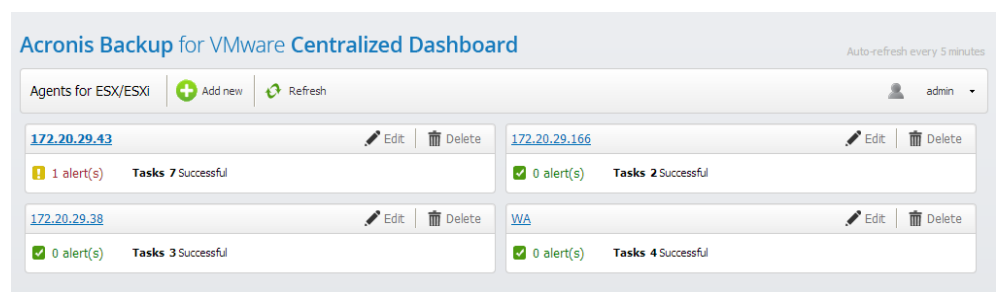 Acronis Backup for VMware Centralized Dashboard
Auto-refresh every 5 minutes
Agents for ESX/ESXi Add new Refresh admin
172.20.29.43 Edit Delete
1 alert(s) Tasks 7 Successful
172.20.29.166 Edit Delete
0 alert(s) Tasks 2 Successful
172.20.29.38 Edit Delete
0 alert(s) Tasks 3 Successful
WA Edit Delete
0 alert(s) Tasks 4 Successful